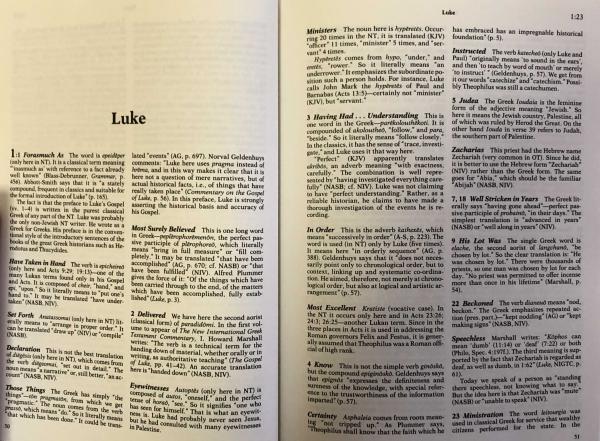 Luke
1:1 Forasmuch As The word is epeidēper
(only here in NT). It is a classical term meaning
"inasmuch as' with reference to a fact already
well known" (Blass-Debrunner, Grammar, p.
456). Abbott-Smith says that it is "a stately
compound, frequent in classics and suitable for
the formal introduction of Luke" (p. 165).
The fact is that the preface to Luke's Gospel
(vv. 1–4) is written in the purest classical
Greek of any part of the NT. Luke was probably
the only non-Jewish writer. He wrote as a
Greek for Greeks. His preface is in the conven-
tional style of the introductory sentences of the
books of the great Greek historians such as He-
rodotus and Thucydides.
Have Taken in Hand The verb is epicheireō
(only here and Acts 9:29; 19:13)—one of the
many Lukan terms found only in his Gospel
and Acts. It is composed of cheir, "hand," and
epi, "upon." So it literally means to "put one's
hand to." It may be translated "have under-
taken" (NASB, NIV).
Set Forth Anatassomai (only here in NT) lit-
erally means to "arrange in proper order." It
can be translated "draw up" (NIV) or "compile"
(NASB).
Declaration This is not the best translation
of diēgēsis (only here in NT), which comes from
the verb diēgeomai, "set out in detail." The
noun means "narrative" or, still better, "an ac-
count" (NASB, NIV).
Those Things The Greek has simply "the
things"—tōn pragmatōn, from which we get
"pragmatic." The noun comes from the verb
prassō, which means "do." So it literally means
"that which has been done." It could be trans-
50
lated "events" (AG, p. 697). Norval Geldenhuys
comments: "Luke here uses pragma instead of
logos, and in this way makes it clear that it is
here not a question of mere narratives, but of
actual historical facts, i.e., of things that have
really taken place" (Commentary on the Gospel
of Luke, p. 56). In this preface, Luke is strongly
asserting the historical basis and accuracy of
his Gospel.
Most Surely Believed This is one long word
in Greek—peplērophorēmenōn, the perfect pas-
sive participle of plērophoreō, which literally
means "bring in full measure" or "fill com-
pletely." It may be translated "that have been
accomplished" (AG, p. 670; cf. NASB) or "that
have been fulfilled" (NIV). Alfred Plummer
gives the force of it: "Of the things which have
been carried through to the end, of the matters
which have been accomplished, fully estab-
lished" (Luke, p. 3).
2 Delivered We have here the second aorist
(classical form) of paradidōmi. In the first vol-
ume to appear of The New International Greek
Testament Commentary, I. Howard Marshall
writes: "The verb is a technical term for the
handing down of material, whether orally or in
writing, as authoritative teaching" (The Gospel
of Luke, pp. 41–42). An accurate translation
here is "handed down" (NASB, NIV).
Eyewitnesses Autoptēs (only here in NT) is
composed of autos, "oneself," and the perfect
tense of horaō, "see." So it signifies "one who
has seen for himself." That is what an eyewit-
ness is. Luke had probably never seen Jesus,
but he had consulted with many eyewitnesses
in Palestine.
Luke
1:23
Ministers The noun here is hypēretēs. Occur-
ring 20 times in the NT, it is translated (KJV)
"officer" 11 times, "minister" 5 times, and "ser-
vant" 4 times.
Hypēretēs comes from hypo, "under," and
eretēs, "rower." So it literally means "an
underrower." It emphasizes the subordinate po-
sition such a person holds. For instance, Luke
calls John Mark the hypēretēs of Paul and
Barnabas (Acts 13:5)—certainly not "minister"
(KJV), but "servant."
3 Having Had . . . Understanding This is
one word in the Greek—parēkolouthēkoti. It is
compounded of akoloutheō, "follow," and para,
"beside." So it literally means "follow closely."
In the classics, it has the sense of "trace, investi-
gate," and Luke uses it that way here.
"Perfect" (KJV) apparently translates
akribōs, an adverb meaning "with exactness,
carefully." The combination is well repre-
sented by "having investigated everything care-
fully" (NASB; cf. NIV). Luke was not claiming
to have "perfect understanding." Rather, as a
reliable historian, he claims to have made a
thorough investigation of the events he is re-
cording.
In Order This is the adverb kathexēs, which
means "successively in order" (A-S, p. 223). The
word is used (in NT) only by Luke (five times).
It means here "in orderly sequence" (AG, p.
388). Geldenhuys says that it "does not neces-
sarily point only to chronological order, but to
context, linking up and systematic co-ordina-
tion. He aimed, therefore, not merely at chrono-
logical order, but also at logical and artistic ar-
rangement" (p. 57).
Most Excellent Kratiste (vocative case). In
the NT it occurs only here and in Acts 23:26;
24:3; 26:25—another Lukan term. Since in the
three places in Acts it is used in addressing the
Roman governors Felix and Festus, it is gener-
ally assumed that Theophilus was a Roman offi-
cial of high rank.
4 Know This is not the simple verb ginōskō,
but the compound epiginōskō. Geldenhuys says
that epignōs "expresses the definiteness and
sureness of the knowledge, with special refer-
ence to the trustworthiness of the information
imparted" (p. 57).
Certainty Asphaleia comes from roots mean-
ing "not tripped up." As Plummer says,
"Theophilus shall know that the faith which he
has embraced has an impregnable historical
foundation" (p. 5).
Instructed The verb katecheō (only Luke and
Paul) "originally means 'to sound in the ears',
and then 'to teach by word of mouth' or merely
'to instruct' " (Geldenhuys, p. 57). We get from
it our words "catechize" and "catechism." Possi-
bly Theophilus was still a catechumen.
5 Judea The Greek Ioudaia is the feminine
form of the adjective meaning "Jewish." So
here it means the Jewish country, Palestine, all
of which was ruled by Herod the Great. On the
other hand Iouda in verse 39 refers to Judah,
the southern part of Palestine.
Zacharias This priest had the Hebrew name
Zechariah (very common in OT). Since he did,
it is better to use the Hebrew form "Zechariah"
(NIV) rather than the Greek form. The same
goes for "Abia," which should be the familiar
"Abijah" (NASB, NIV).
7, 18 Well Stricken in Years The Greek lit-
erally says "having gone ahead"—perfect pas-
sive participle of probainō, "in their days." The
simplest translation is "advanced in years"
(NASB) or "well along in years" (NIV).
9 His Lot Was The single Greek word is
elache, the second aorist of langchanō, "be
chosen by lot." So the clear translation is: "He
was chosen by lot." There were thousands of
priests, so one man was chosen by lot for each
day. "No priest was permitted to offer incense
more than once in his lifetime" (Marshall, p.
54).
22 Beckoned The verb dianeuō means "nod,
beckon." The Greek emphasizes repeated ac-
tion (pres. part.)—"kept nodding" (AG) or "kept
making signs" (NASB, NIV).
Speechless Marshall writes: "Kōphos can
mean 'dumb' (11:14) or 'deaf' (7:22) or both
(Philo, Spec. 4:197f.). The third meaning is sup-
ported by the fact that Zechariah is regarded as
deaf, as well as dumb, in 1:62" (Luke, NIGTC, p.
61).
Today we speak of a person as "standing
there speechless, not knowing what to say."
But the idea here is that Zechariah was "mute"
(NASB) or "unable to speak" (NIV).
23 Ministration The word leitourgia was
used in classical Greek for service that wealthy
citizens performed for the state. In the
51